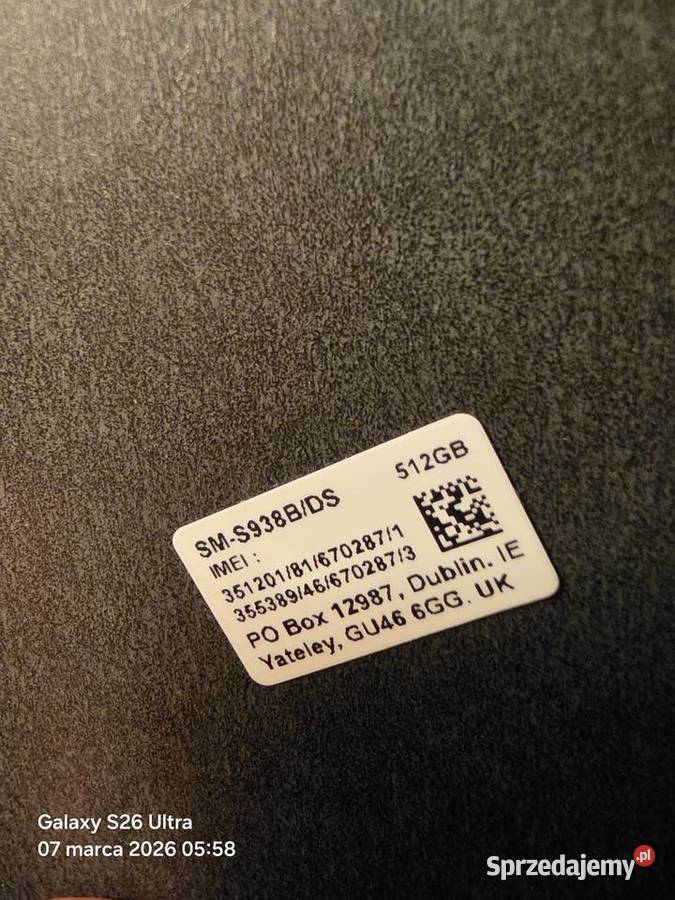 SM-S938B/DS
512GB
IMEI :
351201/81/670287/1
355389/46/670287/3
PO Box 12987, Dublin. IE
Yateley, GU46 6GG. UK
Galaxy S26 Ultra
07 marca 2026 05:58
Sprzedajemy.pl